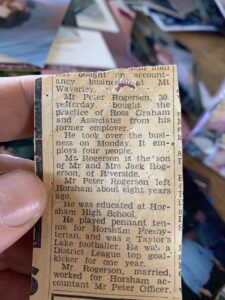 has bought an account-
ancy business at Mt
Waverley.
Mr Peter Rogerson, 30,
yesterday, bought the
practice of Ross Graham
and Associates from his
former employer.
He took over the busi-
ness on Monday. It em-
ploys four people.
Mr Rogerson is the son
of Mr and Mrs Jack Rog-
erson, of Riverside.
Mr Peter Rogerson left
Horsham about eight years
ago.
He was educated at Hor-
sham High School.
He played pennant ten-
nis for Horsham Presby-
terian, and was a Taylor's
Lake footballer. He was a
District League top goal-
kicker for one year.
Mr Rogerson, married,
worked for Horsham ac-
countant Mr Peter Officer.